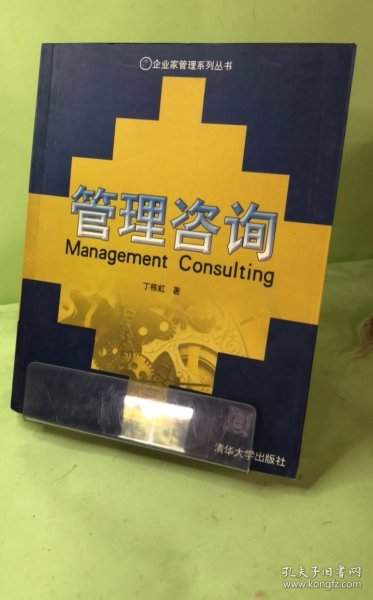 企业家管理系列丛书
管理咨询
Management Consulting
丁栋虹 著
清华大学出版社
孔夫子旧书网
www.kongfz.com